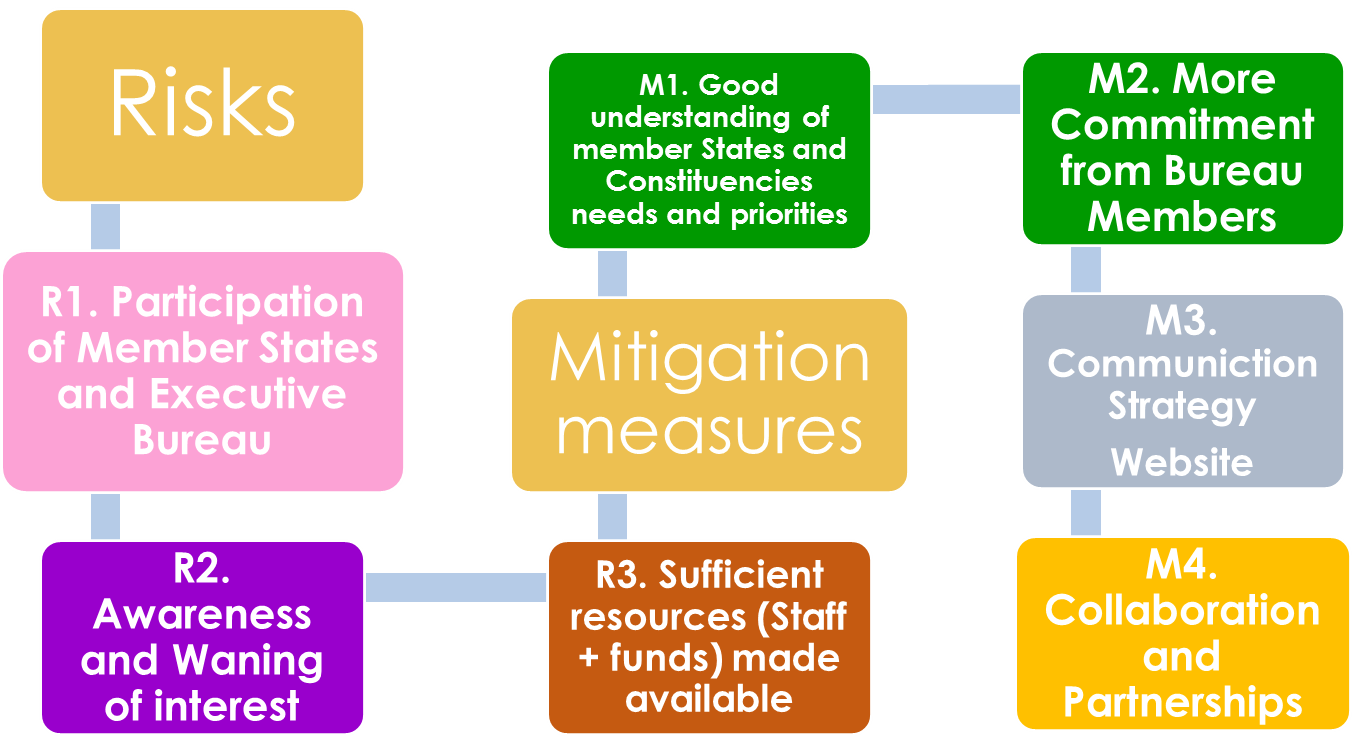 Risks
R1. Participation
of Member States
and Executive
Bureau
R2.
Awareness
and Waning
of interest
R3. Sufficient
resources (Staff
+ funds) made
available
Mitigation
measures
M1. Good
understanding of
member States and
Constituencies
needs and priorities
M2. More
Commitment
from Bureau
Members
M3.
Communiction
Strategy
Website
M4.
Collaboration
and
Partnerships